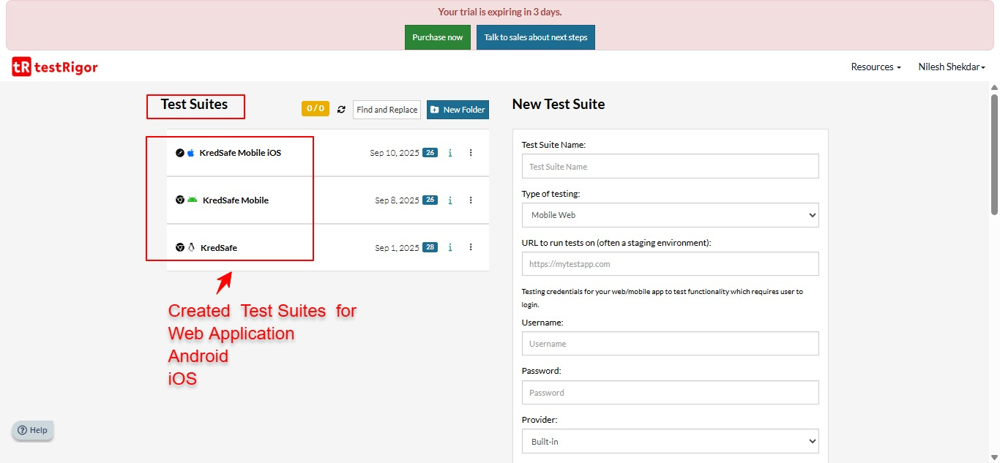 Your trial is expiring in 3 days.
Purchase now
Talk to sales about next steps
tR testRigor
Resources
Nilesh Shekdar
Test Suites
0 / 0
Find and Replace
New Folder
KredSafe Mobile iOS
Sep 10, 2025
26
KredSafe Mobile
Sep 8, 2025
26
KredSafe
Sep 1, 2025
28
Created Test Suites for
Web Application
Android
iOS
Help
New Test Suite
Test Suite Name:
Test Suite Name
Type of testing:
Mobile Web
URL to run tests on (often a staging environment):
https://mytestapp.com
Testing credentials for your web/mobile app to test functionality which requires user to
login.
Username:
Username
Password:
Password
Provider:
Built-in